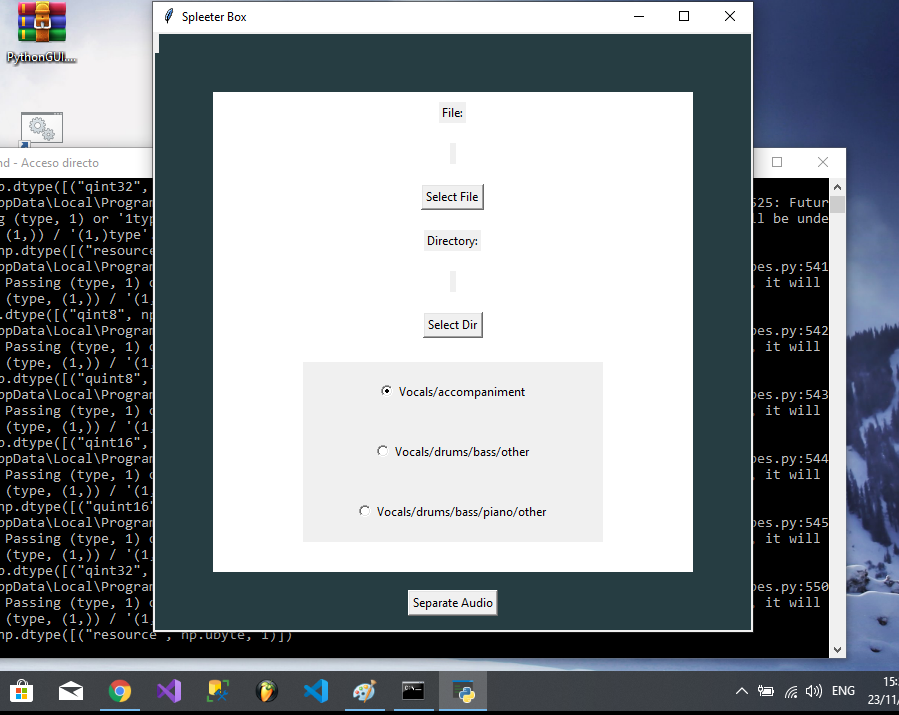 Spleeter Box
PythonGUI....
File:
Select File
Directory:
Select Dir
Vocals/accompaniment
Vocals/drums/bass/other
Vocals/drums/bass/piano/other
Separate Audio
nd - Acceso directo
p.dtype([("qint32",
ppData\Local\Program 525: Futur
g (type, 1) or '1typ ll be unde
(1,)) / '(1,)type'
np.dtype([("resourc
ppData\Local\Program pes.py:541
Passing (type, 1) o , it will
(type, (1,)) / '(1,
.dtype([("qint8", np
ppData\Local\Program pes.py:542
Passing (type, 1) o , it will
(type, (1,)) / '(1,
p.dtype([("quint8",
ppData\Local\Program pes.py:543
Passing (type, 1) o , it will
(type, (1,)) / '(1,
p.dtype([("qint16",
ppData\Local\Program pes.py:544
Passing (type, 1) o , it will
(type, (1,)) / '(1,
np.dtype([("quint16"
ppData\Local\Program pes.py:545
Passing (type, 1) o , it will
(type, (1,)) / '(1,
p.dtype([("qint32",
ppData\Local\Program pes.py:550
Passing (type, 1) o , it will
(type, (1,)) / '(1,
np.dtype([("resource", np.ubyte, 1)])
ENG
15:
23/11/